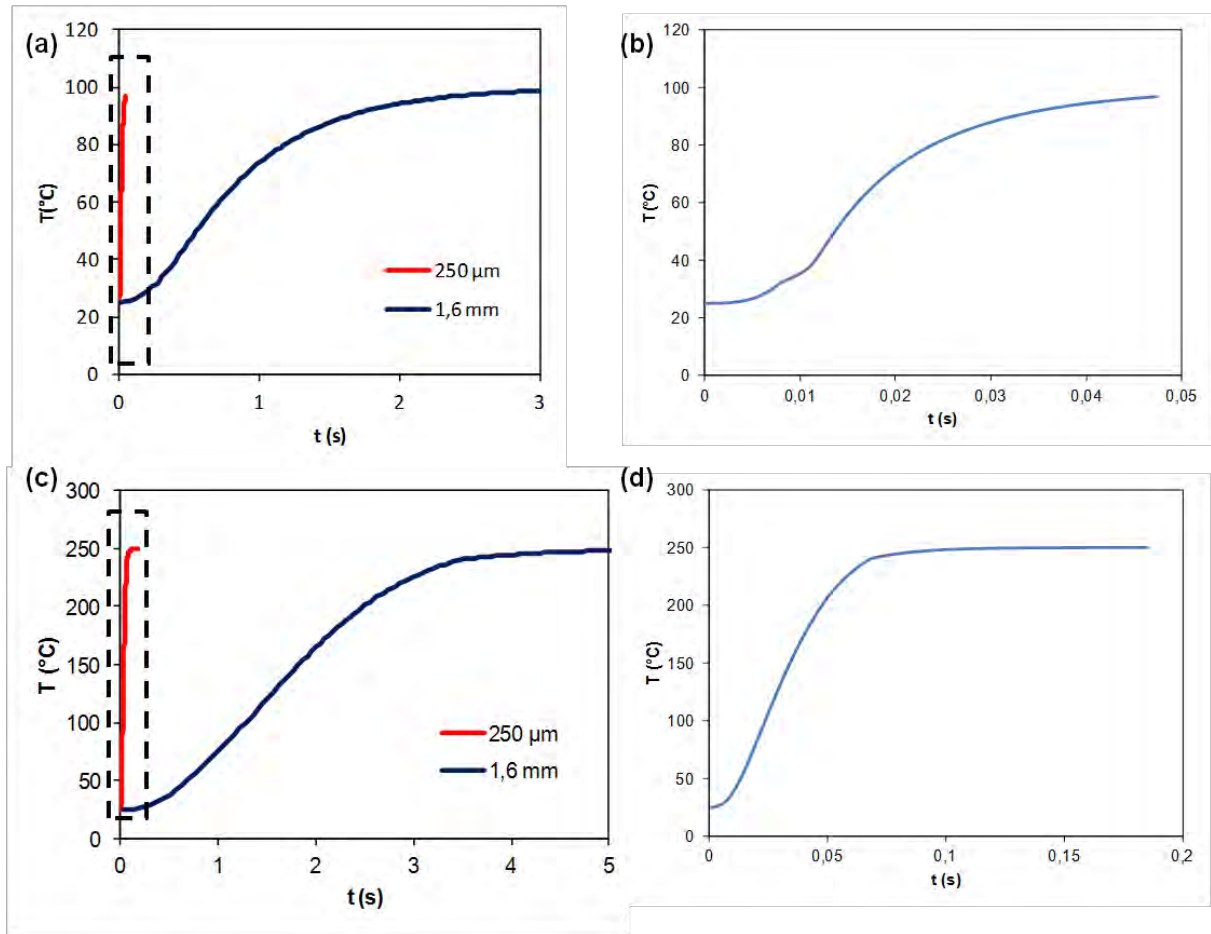 (a)
120
100
80
60
40
20
0
T(°C)
250 µm
1,6 mm
0 1 2 3
t (s)
(b)
120
100
80
60
40
20
0
T (°C)
0 0,01 0,02 0,03 0,04 0,05
t (s)
(c)
300
250
200
150
100
50
0
T (°C)
250 µm
1,6 mm
0 1 2 3 4 5
t (s)
(d)
300
250
200
150
100
50
0
T (°C)
0 0,05 0,1 0,15 0,2
t (s)